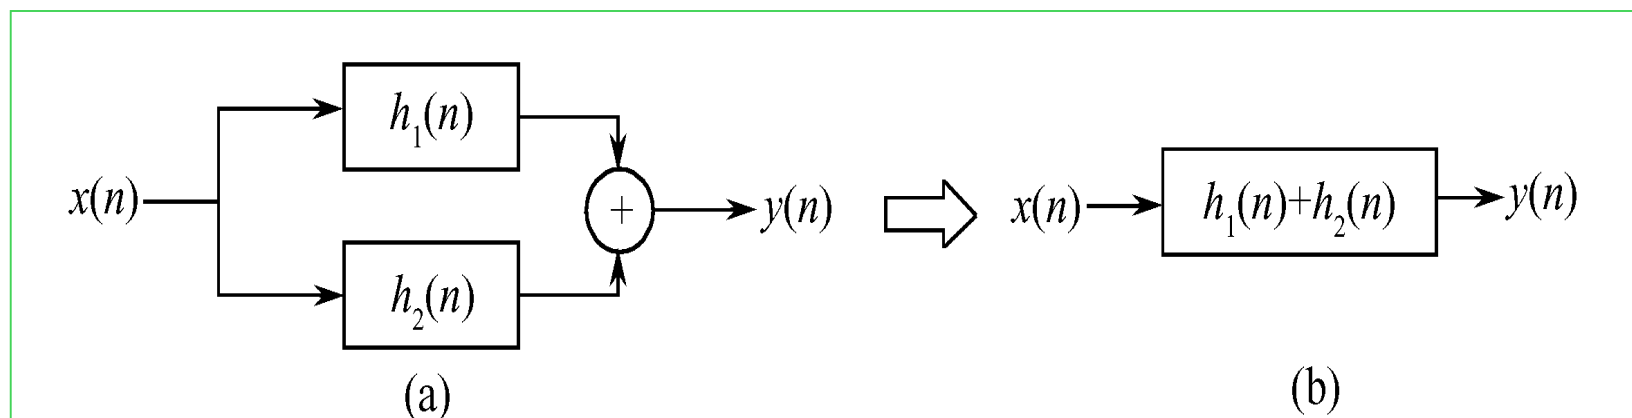 h₁(n)
x(n)
+
y(n)
h₂(n)
(a)
x(n)
h₁(n)+h₂(n)
y(n)
(b)